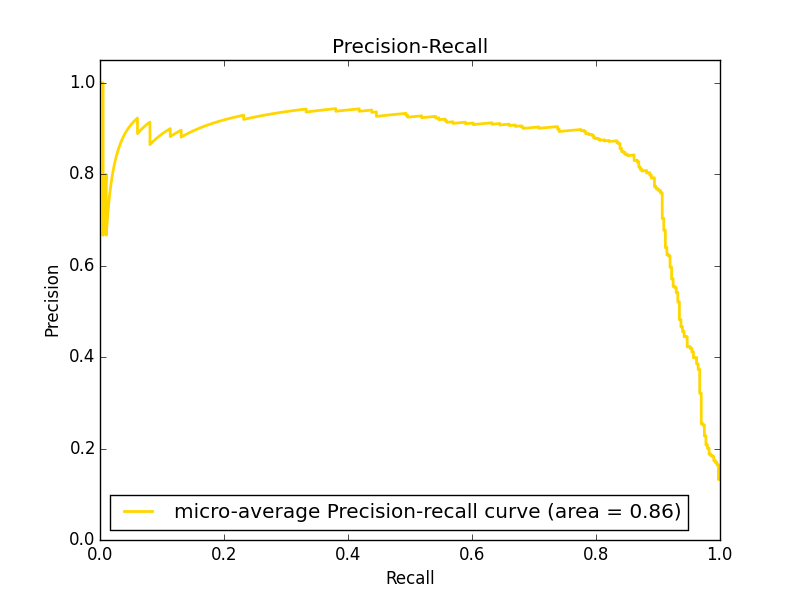 Precision-Recall
1.0
0.8
0.6
0.4
0.2
0.0
Precision
micro-average Precision-recall curve (area = 0.86)
0.0 0.2 0.4 0.6 0.8 1.0
Recall